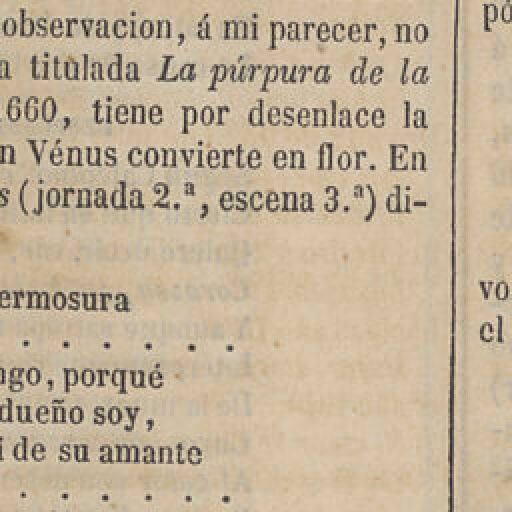 observacion, á mi parecer, no
a titulada La púrpura de la
1660, tiene por desenlace la
n Vénus convierte en flor. En
s (jornada 2.ª, escena 3.ª) di-
ermosura
. . . . . . .
ngo, porqué
dueño soy,
í de su amante
. . . . . . .
pó
vo
el